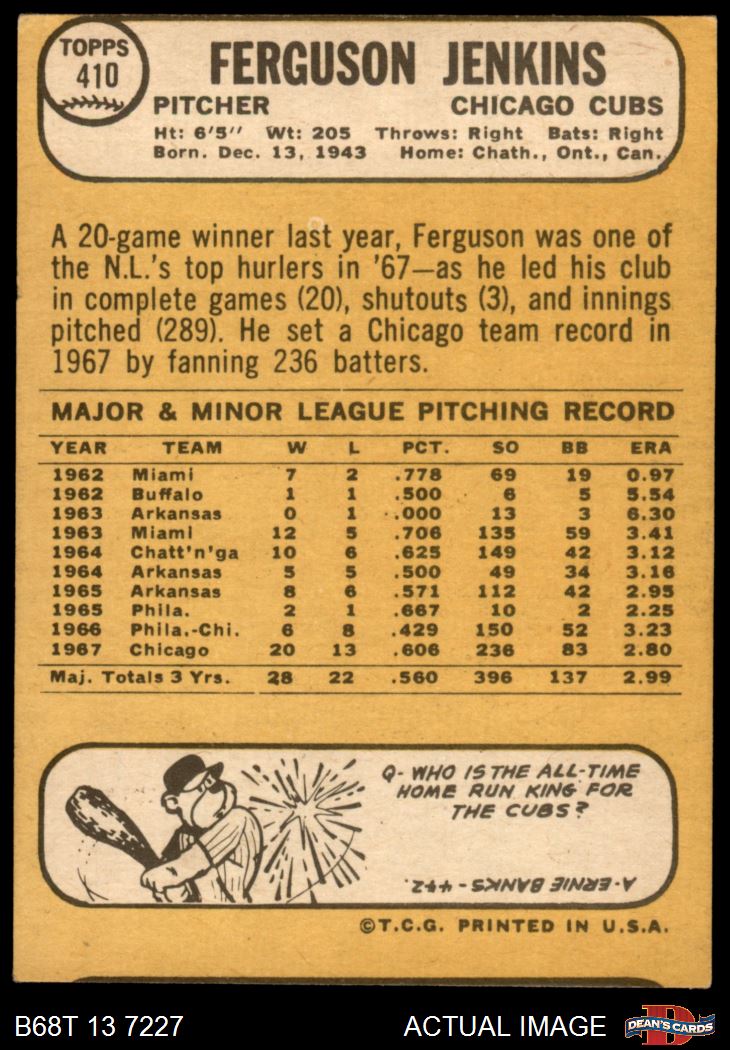 TOPPS
410
FERGUSON JENKINS
PITCHER CHICAGO CUBS
Ht: 6'5" Wt: 205 Throws: Right Bats: Right
Born. Dec. 13, 1943 Home: Chath., Ont., Can.
A 20-game winner last year, Ferguson was one of
the N.L.'s top hurlers in '67—as he led his club
in complete games (20), shutouts (3), and innings
pitched (289). He set a Chicago team record in
1967 by fanning 236 batters.
MAJOR & MINOR LEAGUE PITCHING RECORD
YEAR TEAM W L PCT. SO BB ERA
1962 Miami 7 2 .778 69 19 0.97
1962 Buffalo 1 1 .500 6 5 5.54
1963 Arkansas 0 1 .000 13 3 6.30
1963 Miami 12 5 .706 135 59 3.41
1964 Chatt'n'ga 10 6 .625 149 42 3.12
1964 Arkansas 5 5 .500 49 34 3.16
1965 Arkansas 8 6 .571 112 42 2.95
1965 Phila. 2 1 .667 10 2 2.25
1966 Phila.-Chi. 6 8 .429 150 52 3.23
1967 Chicago 20 13 .606 236 83 2.80
Maj. Totals 3 Yrs. 28 22 .560 396 137 2.99
Q- WHO IS THE ALL-TIME
HOME RUN KING FOR
THE CUBS?
A-ERNIE BANKS - 442.
©T.C.G. PRINTED IN U.S.A.
B68T 13 7227 ACTUAL IMAGE
D
DEAN'S CARDS